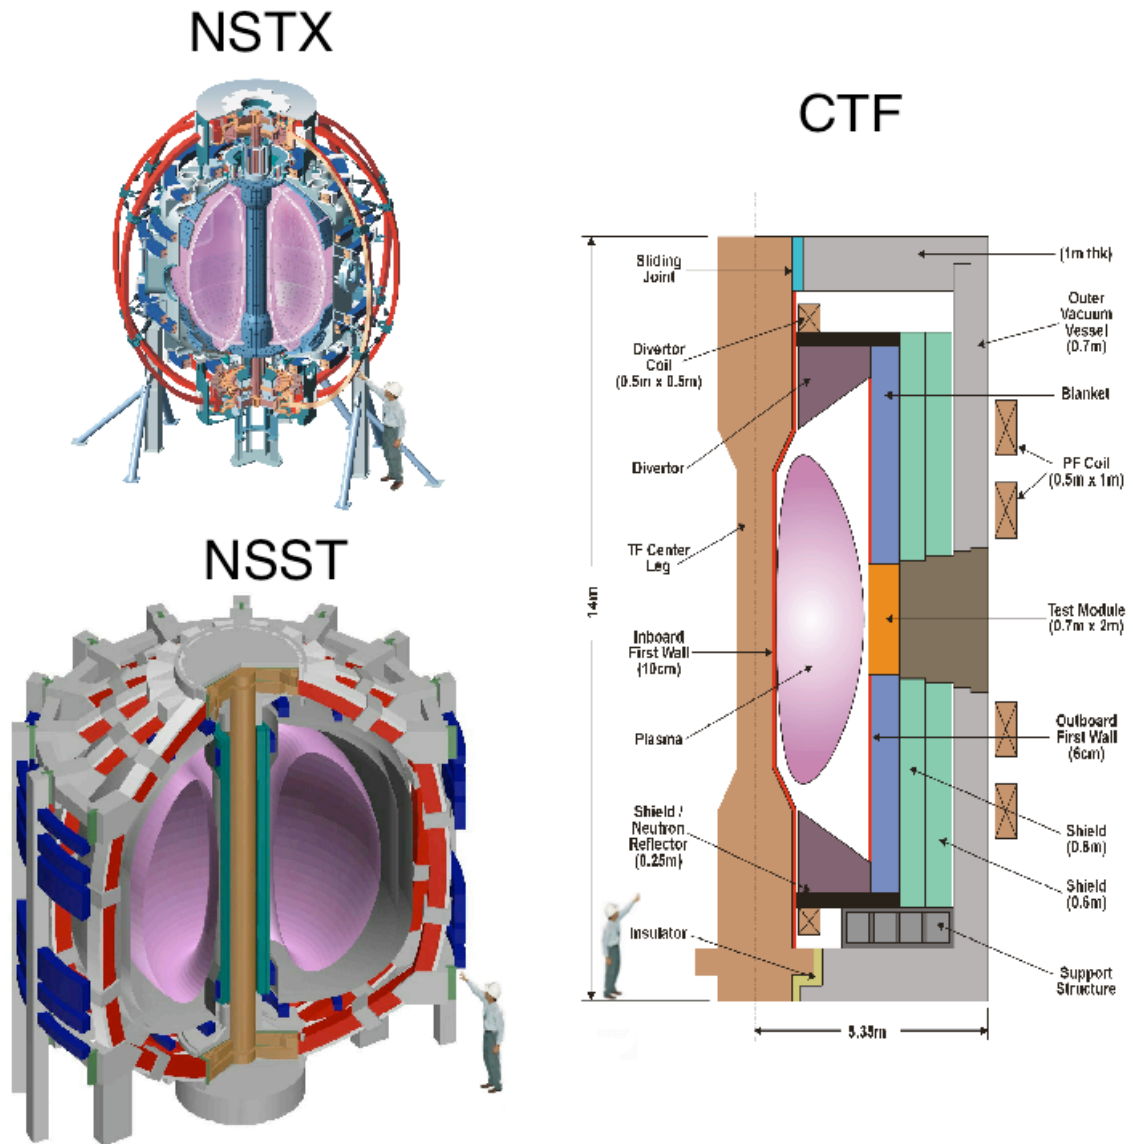 NSTX
CTF
NSST
Sliding
Joint
(1m thk)
Outer
Vacuum
Vessel
(0.7m)
Divertor
Coil
(0.5m x 0.5m)
Blanket
Divertor
PF Coil
(0.5m x 1m)
TF Center
Leg
14m
Test Module
(0.7m x 2m)
Inboard
First Wall
(10cm)
Plasma
Outboard
First Wall
(6cm)
Shield /
Neutron
Reflector
(0.25m)
Shield
Shield
(0.6m)
Insulator
Support
Structure
5.35m